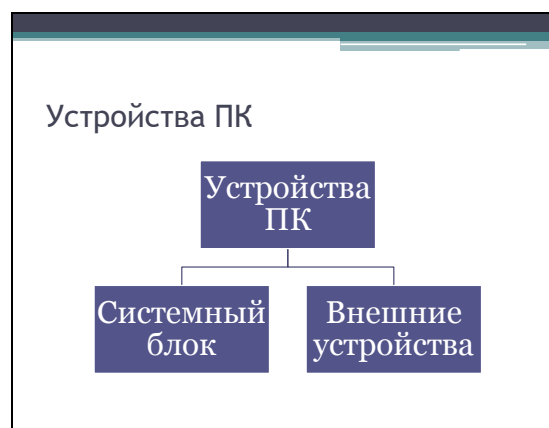 Устройства ПК
Устройства
ПК
Системный
блок
Внешние
устройства